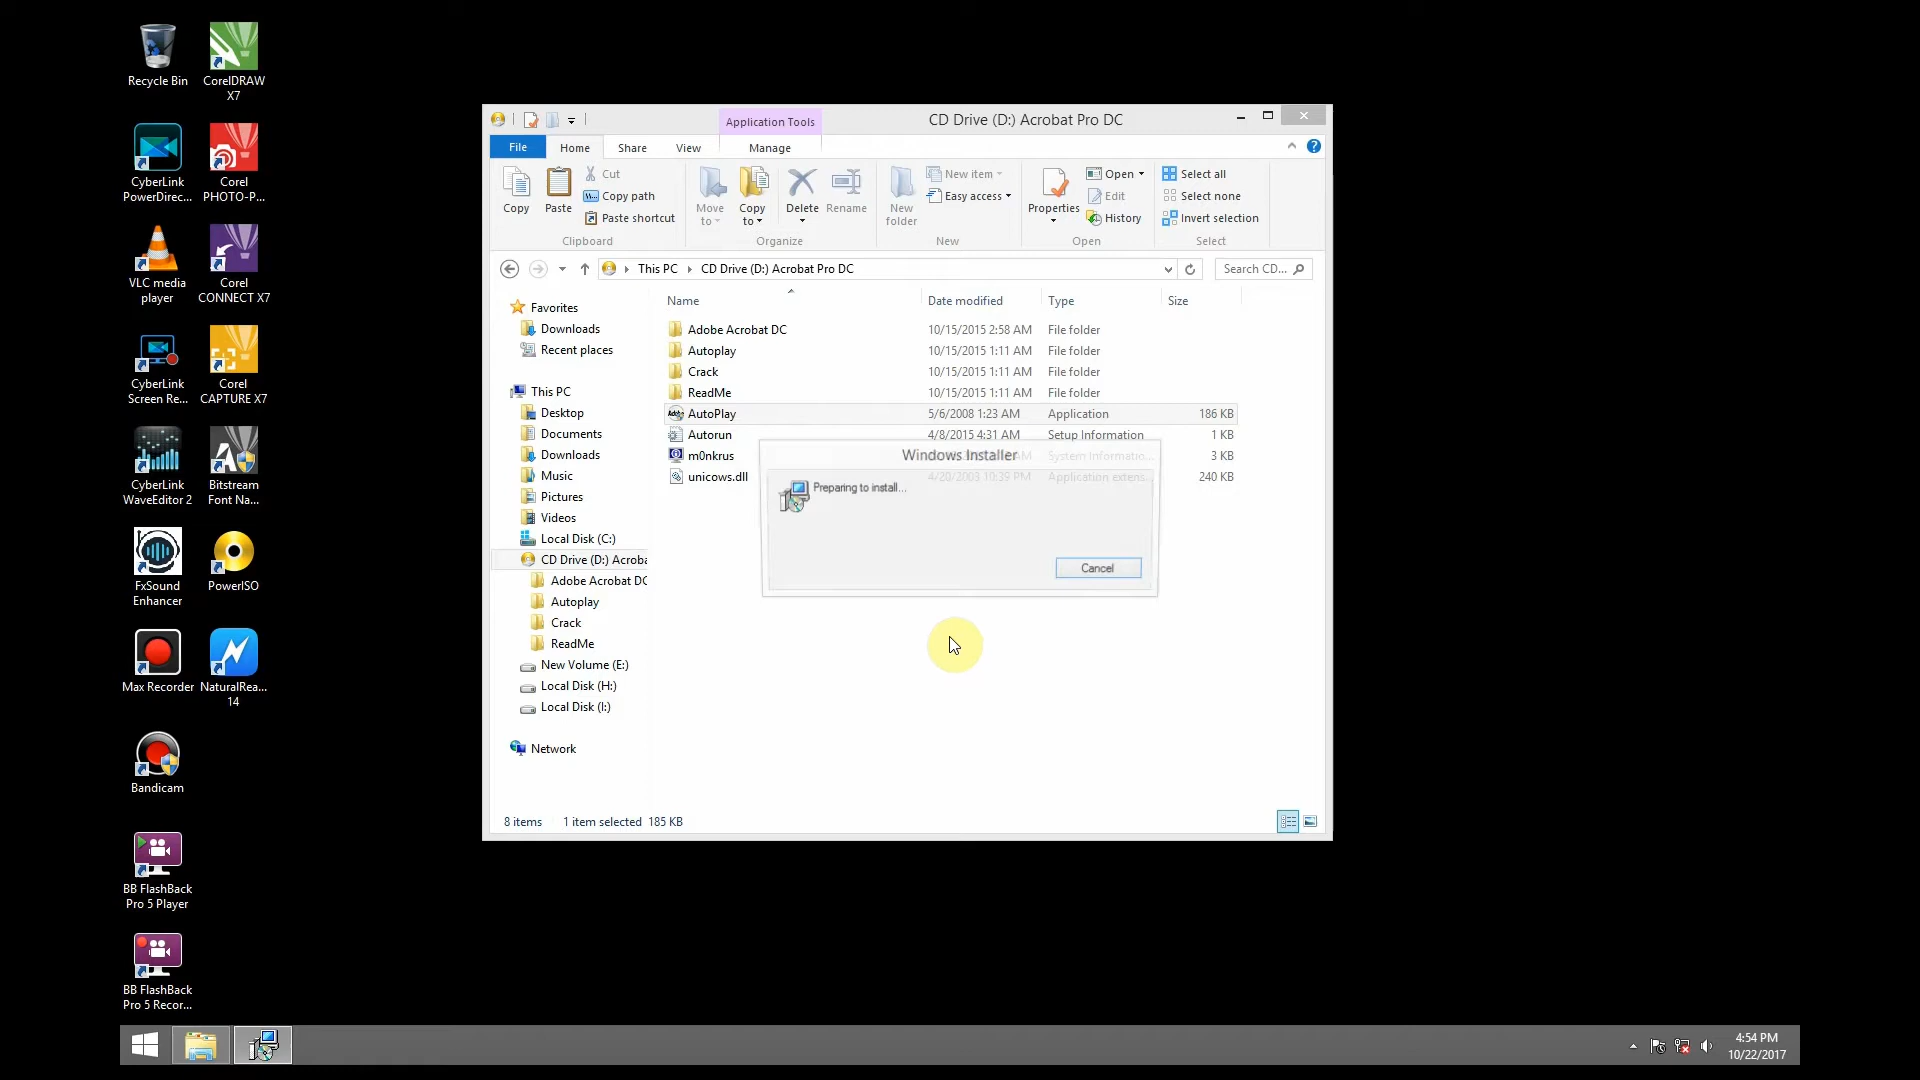 Recycle Bin
CorelDRAW
X7
CyberLink
PowerDirec...
Corel
PHOTO-P...
VLC media
player
Corel
CONNECT X7
CyberLink
Screen Re...
Corel
CAPTURE X7
CyberLink
WaveEditor 2
Bitstream
Font Na...
FxSound
Enhancer
PowerISO
Max Recorder
NaturalRea...
14
Bandicam
BB FlashBack
Pro 5 Player
BB FlashBack
Pro 5 Recor...
Application Tools
CD Drive (D:) Acrobat Pro DC
File
Home
Share
View
Manage
Copy
Paste
Cut
Copy path
Paste shortcut
Clipboard
Move
to
Copy
to
Delete
Rename
Organize
New
folder
New item
Easy access
New
Properties
Open
Edit
History
Open
Select all
Select none
Invert selection
Select
This PC
CD Drive (D:) Acrobat Pro DC
Search CD...
Favorites
Downloads
Recent places
This PC
Desktop
Documents
Downloads
Music
Pictures
Videos
Local Disk (C:)
CD Drive (D:) Acroba
Adobe Acrobat DC
Autoplay
Crack
ReadMe
New Volume (E:)
Local Disk (H:)
Local Disk (I:)
Network
Name Date modified Type Size
Adobe Acrobat DC 10/15/2015 2:58 AM File folder
Autoplay 10/15/2015 1:11 AM File folder
Crack 10/15/2015 1:11 AM File folder
ReadMe 10/15/2015 1:11 AM File folder
AutoPlay 5/6/2008 1:23 AM Application 186 KB
Autorun 4/8/2015 4:31 AM Setup Information 1 KB
m0nkrus System Informatio... 3 KB
unicows.dll 4/20/2003 10:39 PM Application extens... 240 KB
Windows Installer
Preparing to install...
Cancel
8 items 1 item selected 185 KB
4:54 PM
10/22/2017